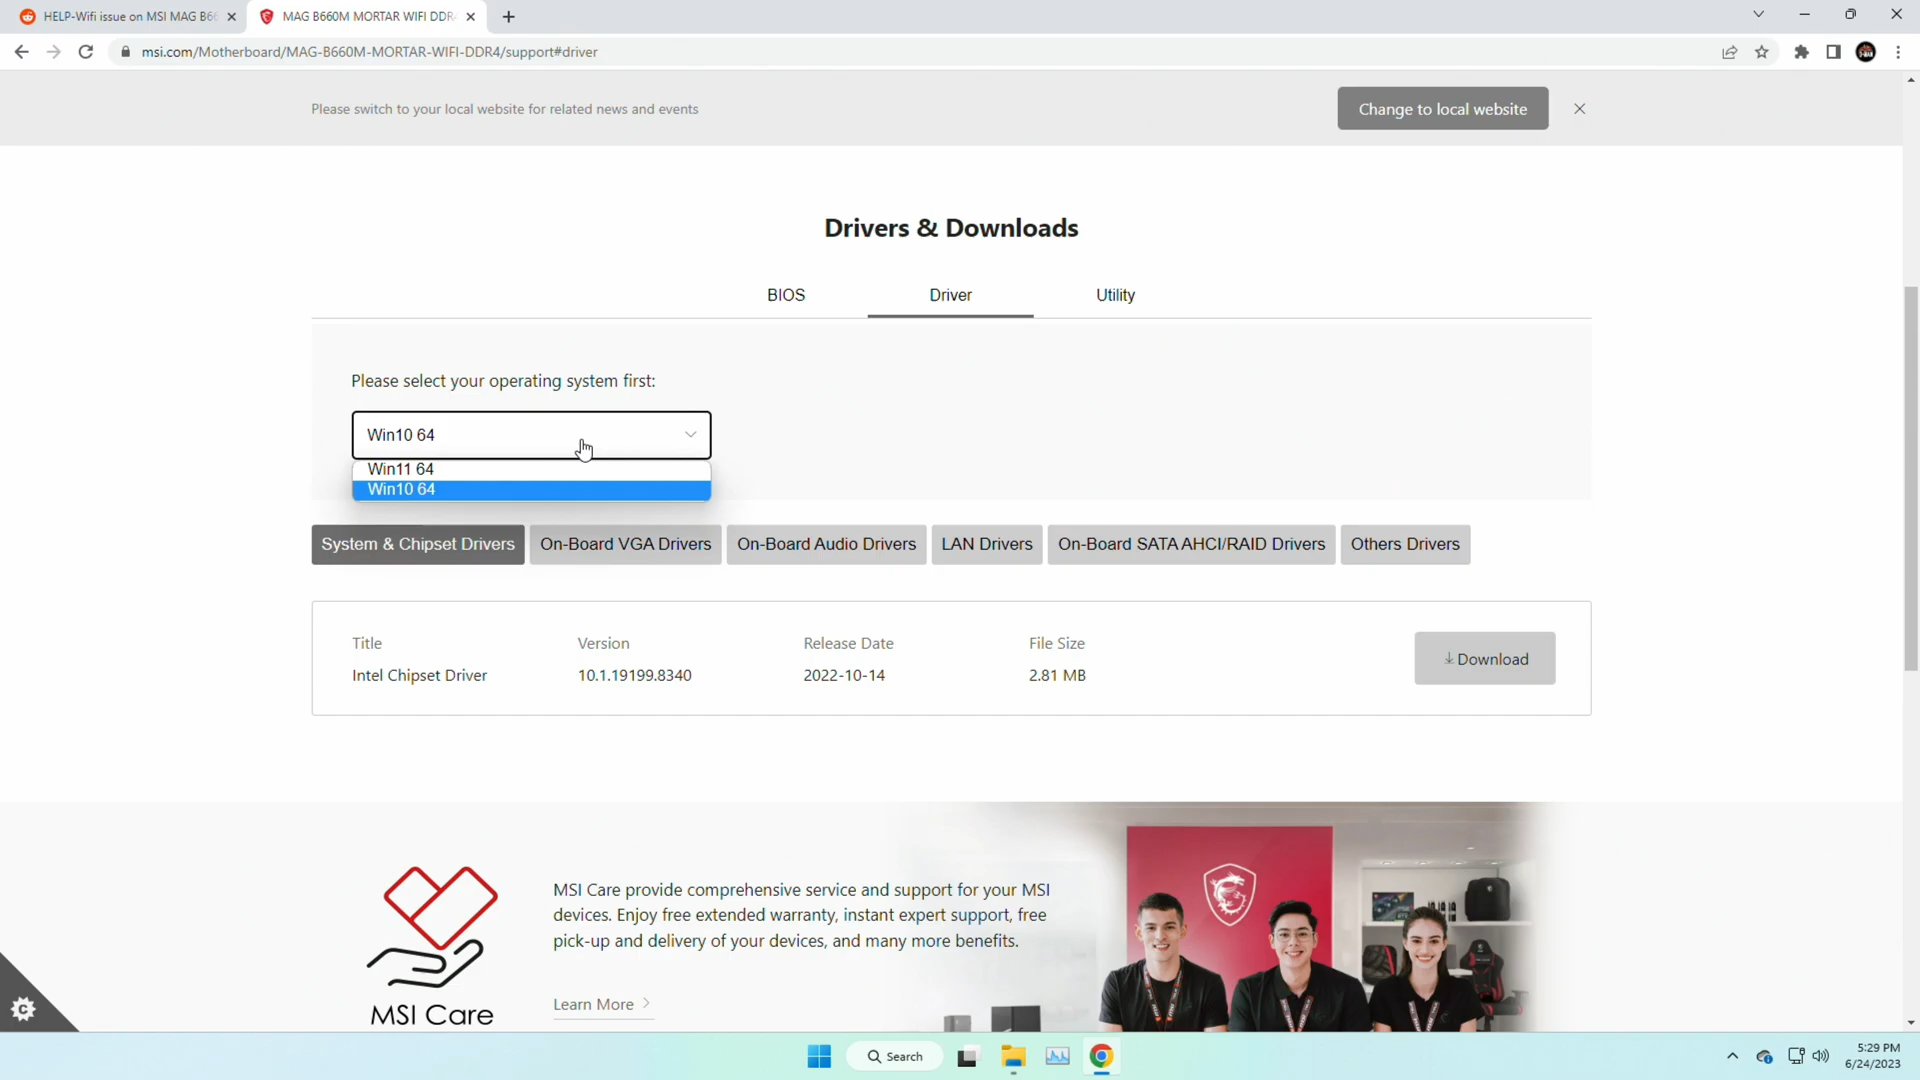 HELP-Wifi issue on MSI MAG B66
MAG B660M MORTAR WIFI DDR
msi.com/Motherboard/MAG-B660M-MORTAR-WIFI-DDR4/support#driver
Please switch to your local website for related news and events
Change to local website
Drivers & Downloads
BIOS
Driver
Utility
Please select your operating system first:
Win10 64
Win11 64
Win10 64
System & Chipset Drivers
On-Board VGA Drivers
On-Board Audio Drivers
LAN Drivers
On-Board SATA AHCI/RAID Drivers
Others Drivers
Title
Version
Release Date
File Size
Intel Chipset Driver
10.1.19199.8340
2022-10-14
2.81 MB
Download
MSI Care provide comprehensive service and support for your MSI
devices. Enjoy free extended warranty, instant expert support, free
pick-up and delivery of your devices, and many more benefits.
Learn More
MSI Care
Search
5:29 PM
6/24/2023